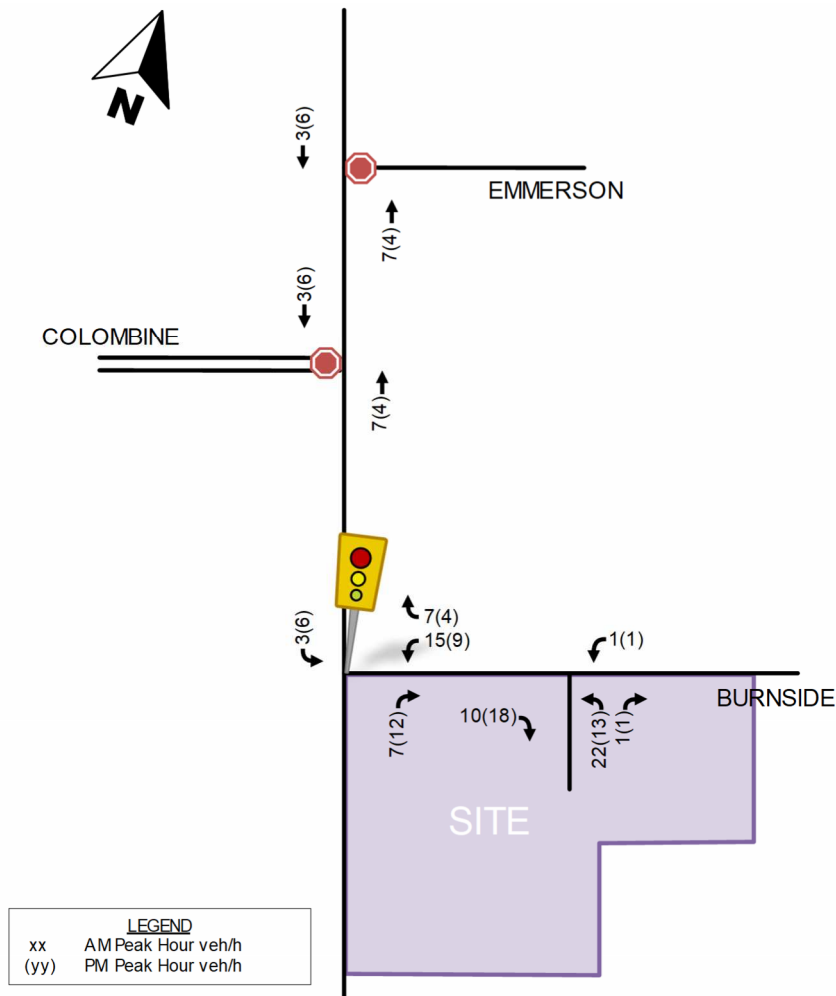 N
3(6)
EMMERSON
7(4)
3(6)
COLOMBINE
7(4)
3(6)
7(4)
15(9)
1(1)
BURNSIDE
7(12)
10(18)
22(13)
1(1)
SITE
LEGEND
xx AM Peak Hour veh/h
(yy) PM Peak Hour veh/h